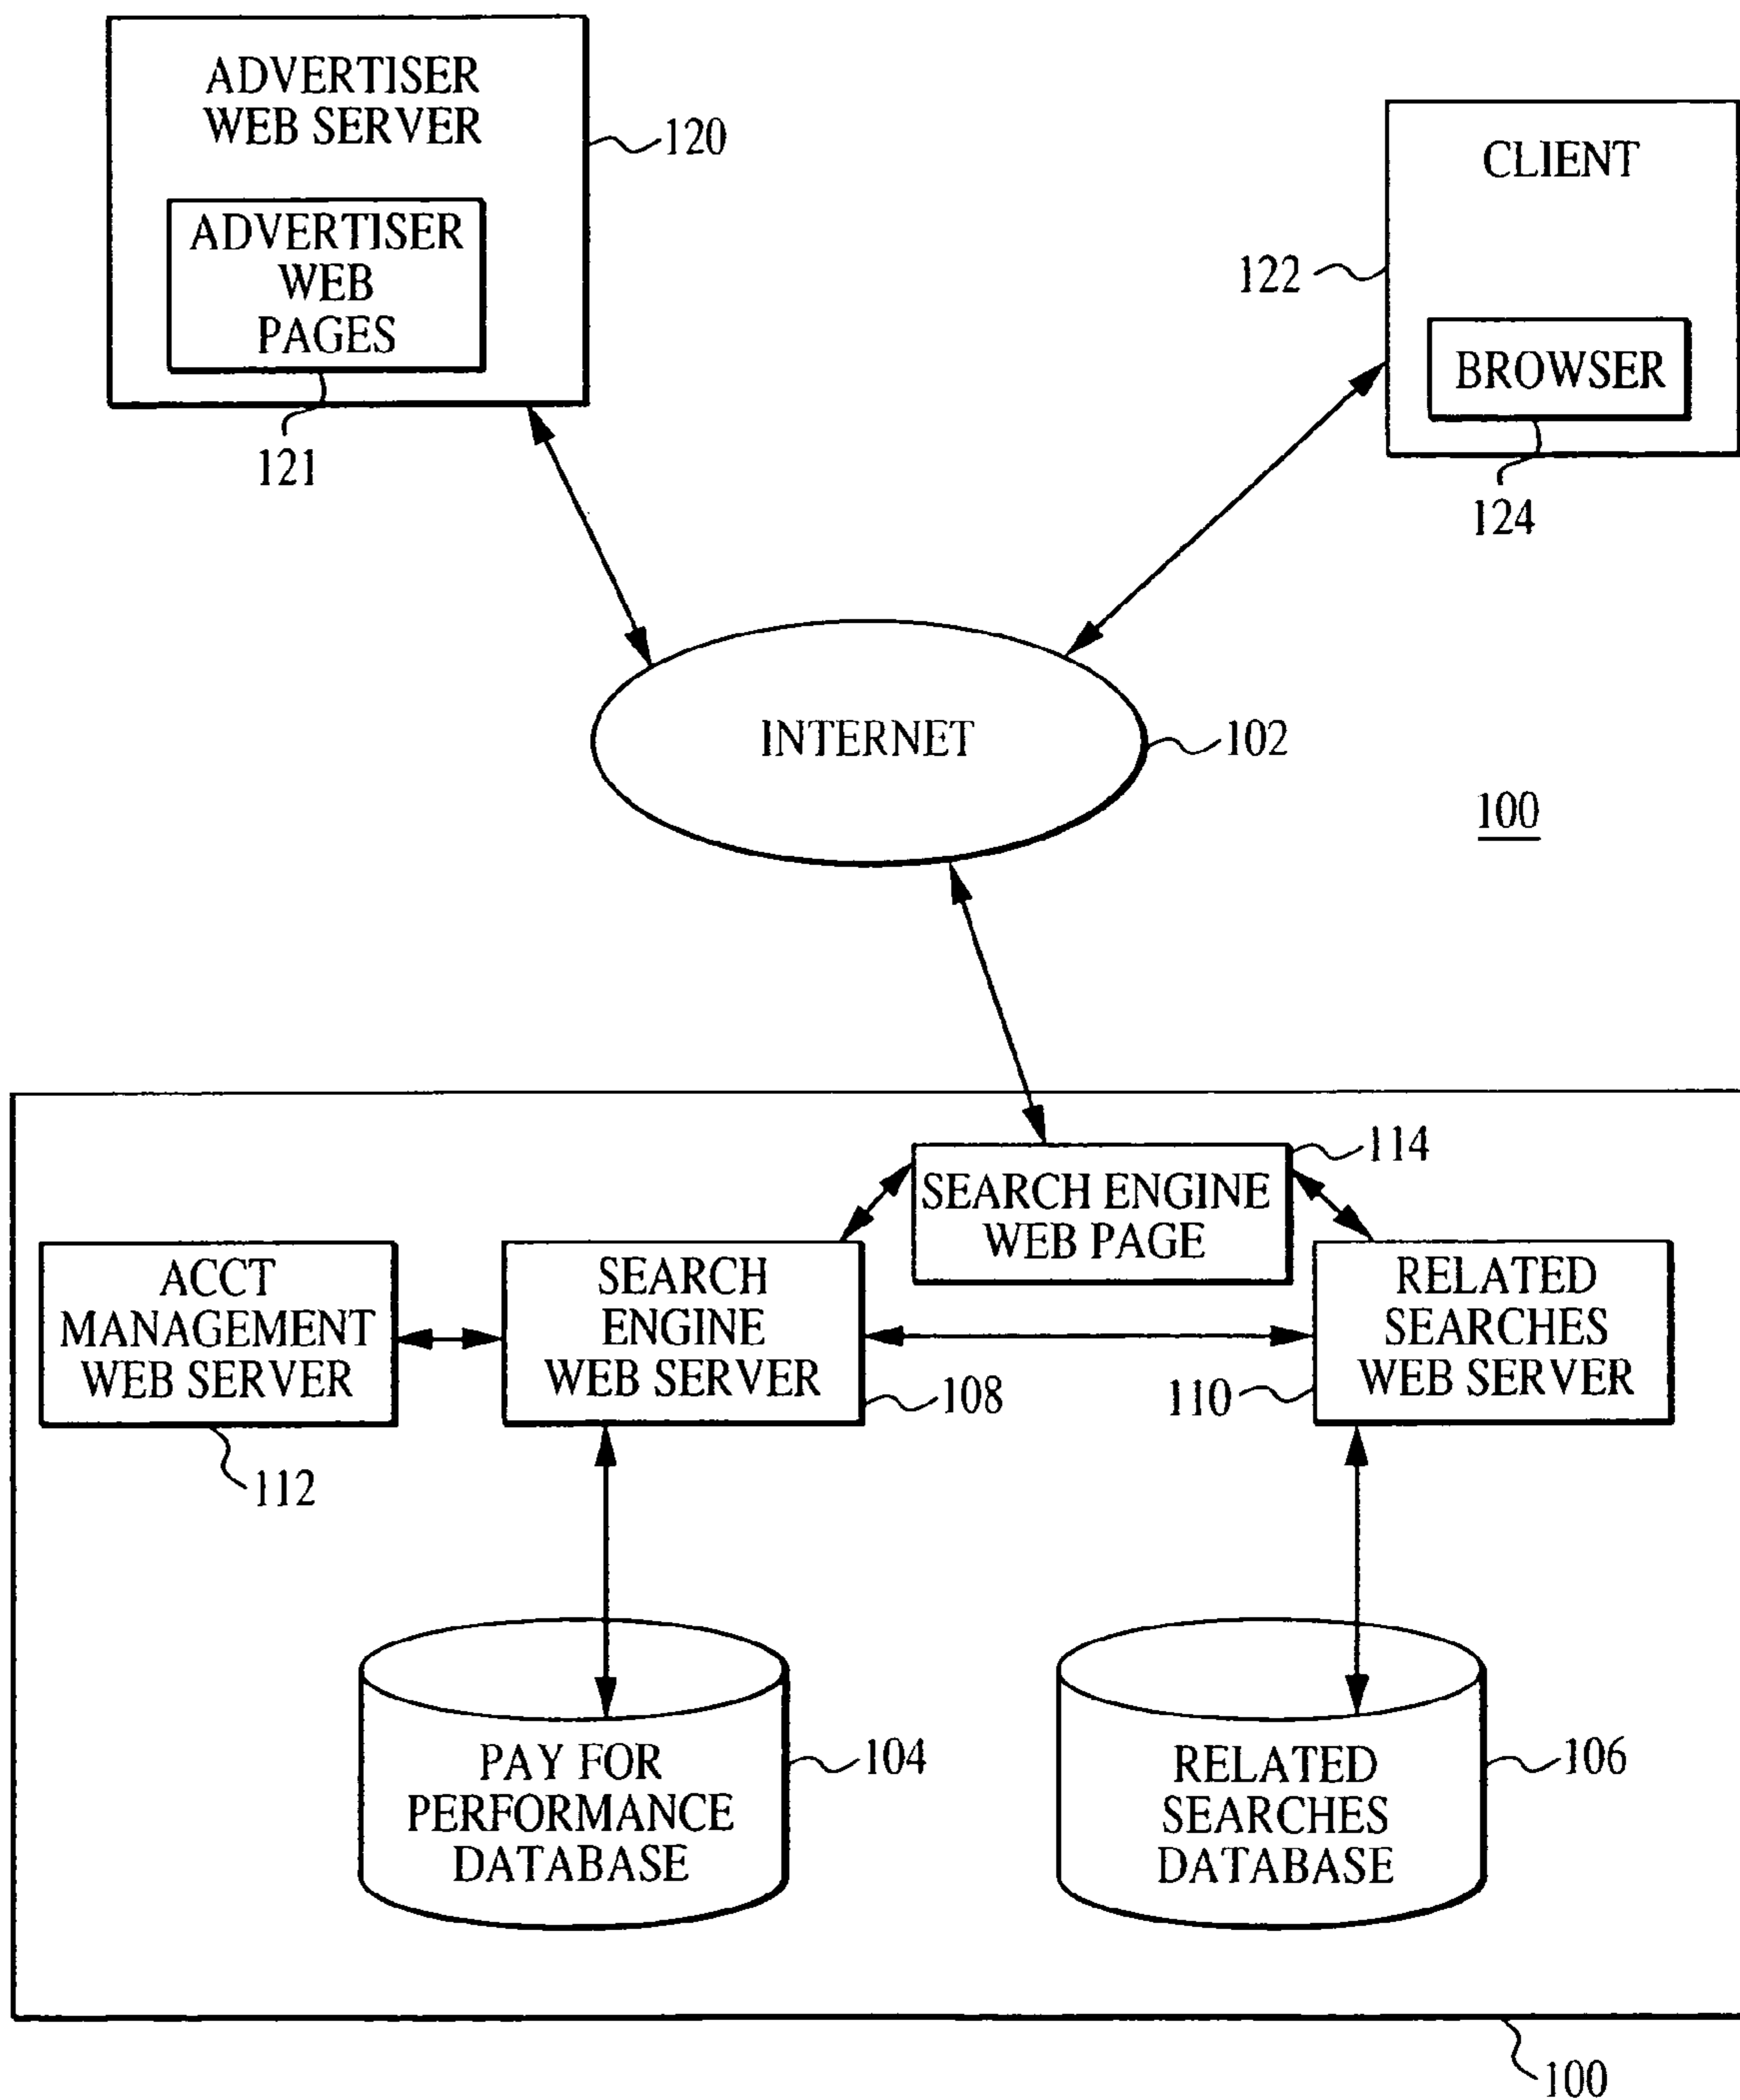 ADVERTISER
WEB SERVER
120
ADVERTISER
WEB
PAGES
121
CLIENT
122
BROWSER
124
INTERNET
102
100
114
SEARCH ENGINE
WEB PAGE
ACCT
MANAGEMENT
WEB SERVER
112
SEARCH
ENGINE
WEB SERVER
108
RELATED
SEARCHES
WEB SERVER
110
PAY FOR
PERFORMANCE
DATABASE
104
RELATED
SEARCHES
DATABASE
106
100